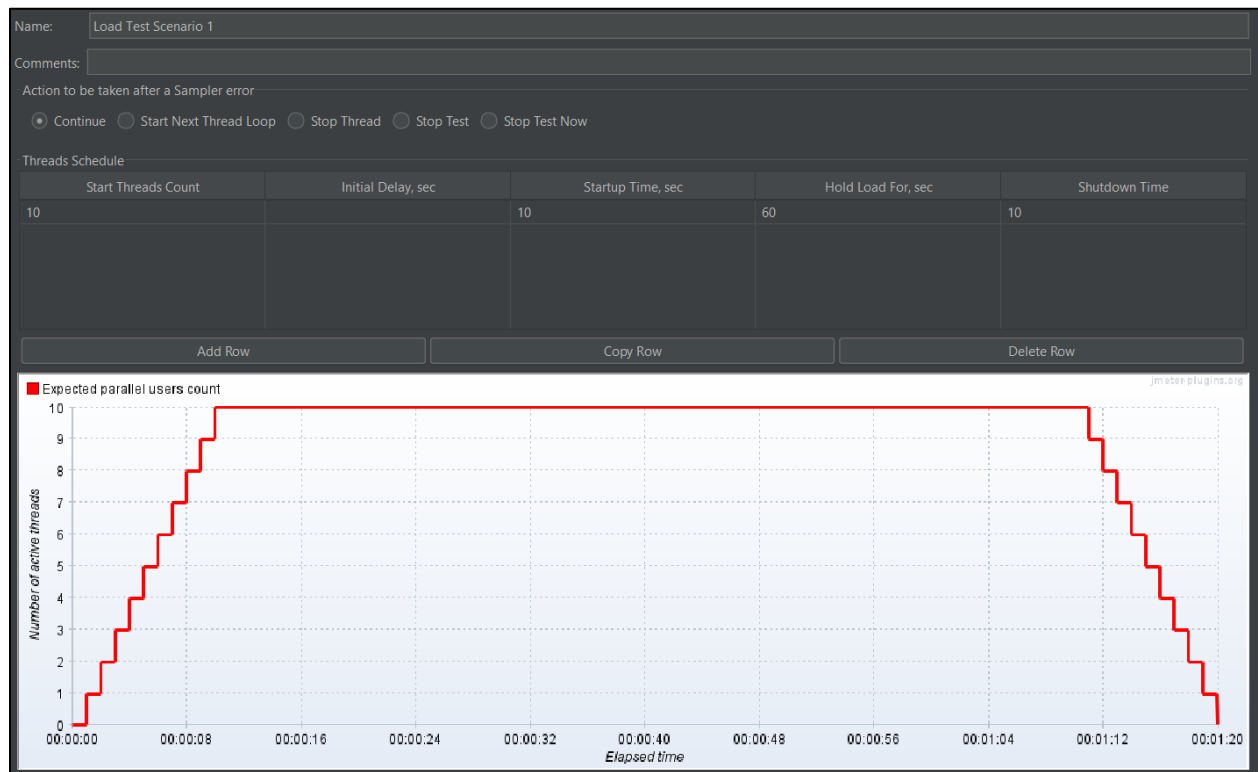 Name: Load Test Scenario 1
Comments:
Action to be taken after a Sampler error
Continue Start Next Thread Loop Stop Thread Stop Test Stop Test Now
Threads Schedule
Start Threads Count Initial Delay, sec Startup Time, sec Hold Load For, sec Shutdown Time
10 10 60 10
Add Row Copy Row Delete Row
Expected parallel users count
jmeter-plugins.org
10
9
8
7
6
5
4
3
2
1
0
Number of active threads
00:00:00 00:00:08 00:00:16 00:00:24 00:00:32 00:00:40 00:00:48 00:00:56 00:01:04 00:01:12 00:01:20
Elapsed time